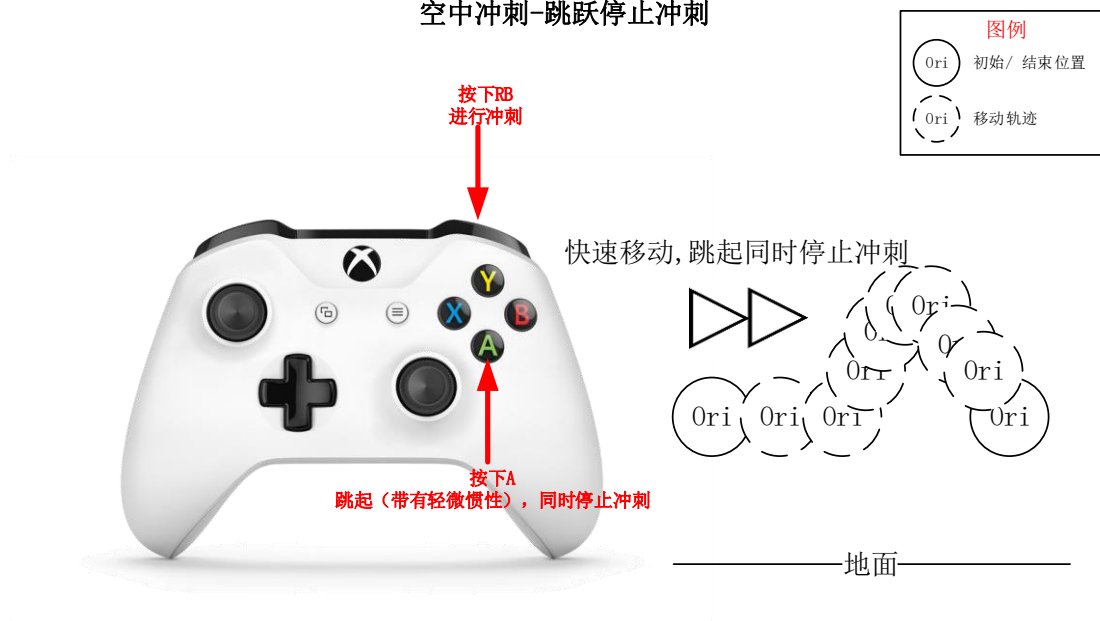 空中冲刺-跳跃停止冲刺
图例
Ori 初始/ 结束位置
Ori 移动轨迹
按下RB
进行冲刺
快速移动,跳起同时停止冲刺
Y
X
B
A
Ori
Ori
Ori
Ori
Ori
Ori
Ori
按下A
跳起（带有轻微惯性），同时停止冲刺
地面